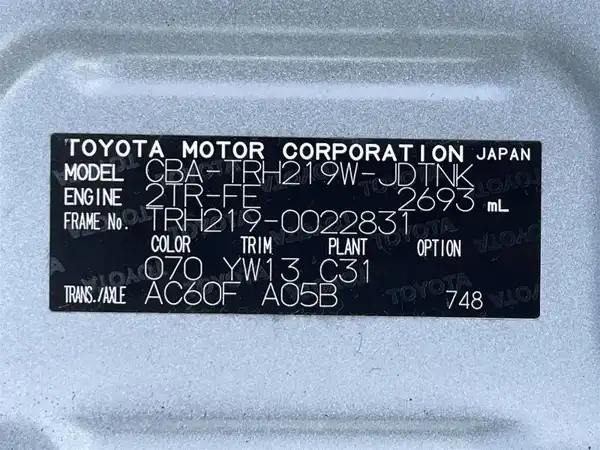 TOYOTA MOTOR CORPORATION JAPAN
MODEL CBA-TRH219W-JDTNK
ENGINE 2TR-FE 2693 mL
FRAME No. TRH219-0022831
COLOR TRIM PLANT OPTION
070 YW13 C31
TRANS./AXLE AC60F A05B 748